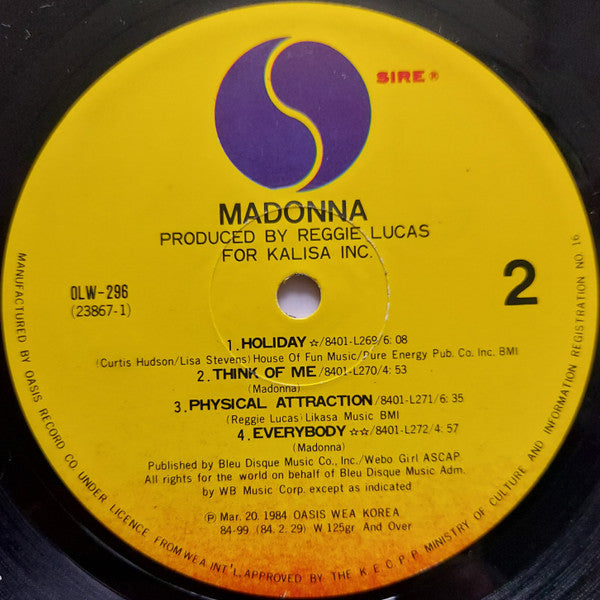 SIRE®
MADONNA
PRODUCED BY REGGIE LUCAS
FOR KALISA INC.
OLW-296
(23867-1)
2
1. HOLIDAY ☆/8401-L269/6:08
(Curtis Hudson/Lisa Stevens) House Of Fun Music/Pure Energy Pub. Co. Inc. BMI
2. THINK OF ME/8401-L270/4:53
(Madonna)
3. PHYSICAL ATTRACTION/8401-L271/6:35
(Reggie Lucas) Likasa Music BMI
4. EVERYBODY ☆☆/8401-L272/4:57
(Madonna)
Published by Bleu Disque Music Co., Inc./Webo Girl ASCAP
All rights for the world on behalf of Bleu Disque Music Adm.
by WB Music Corp. except as indicated
Ⓟ Mar. 20. 1984 OASIS WEA KOREA
84-99 (84.2.29) W 125gr And Over
MANUFACTURED BY OASIS RECORD CO. UNDER LICENCE FROM WEA INT'L, APPROVED BY THE K.E.O.P.P. MINISTRY OF CULTURE AND INFORMATION REGISTRATION NO. 16